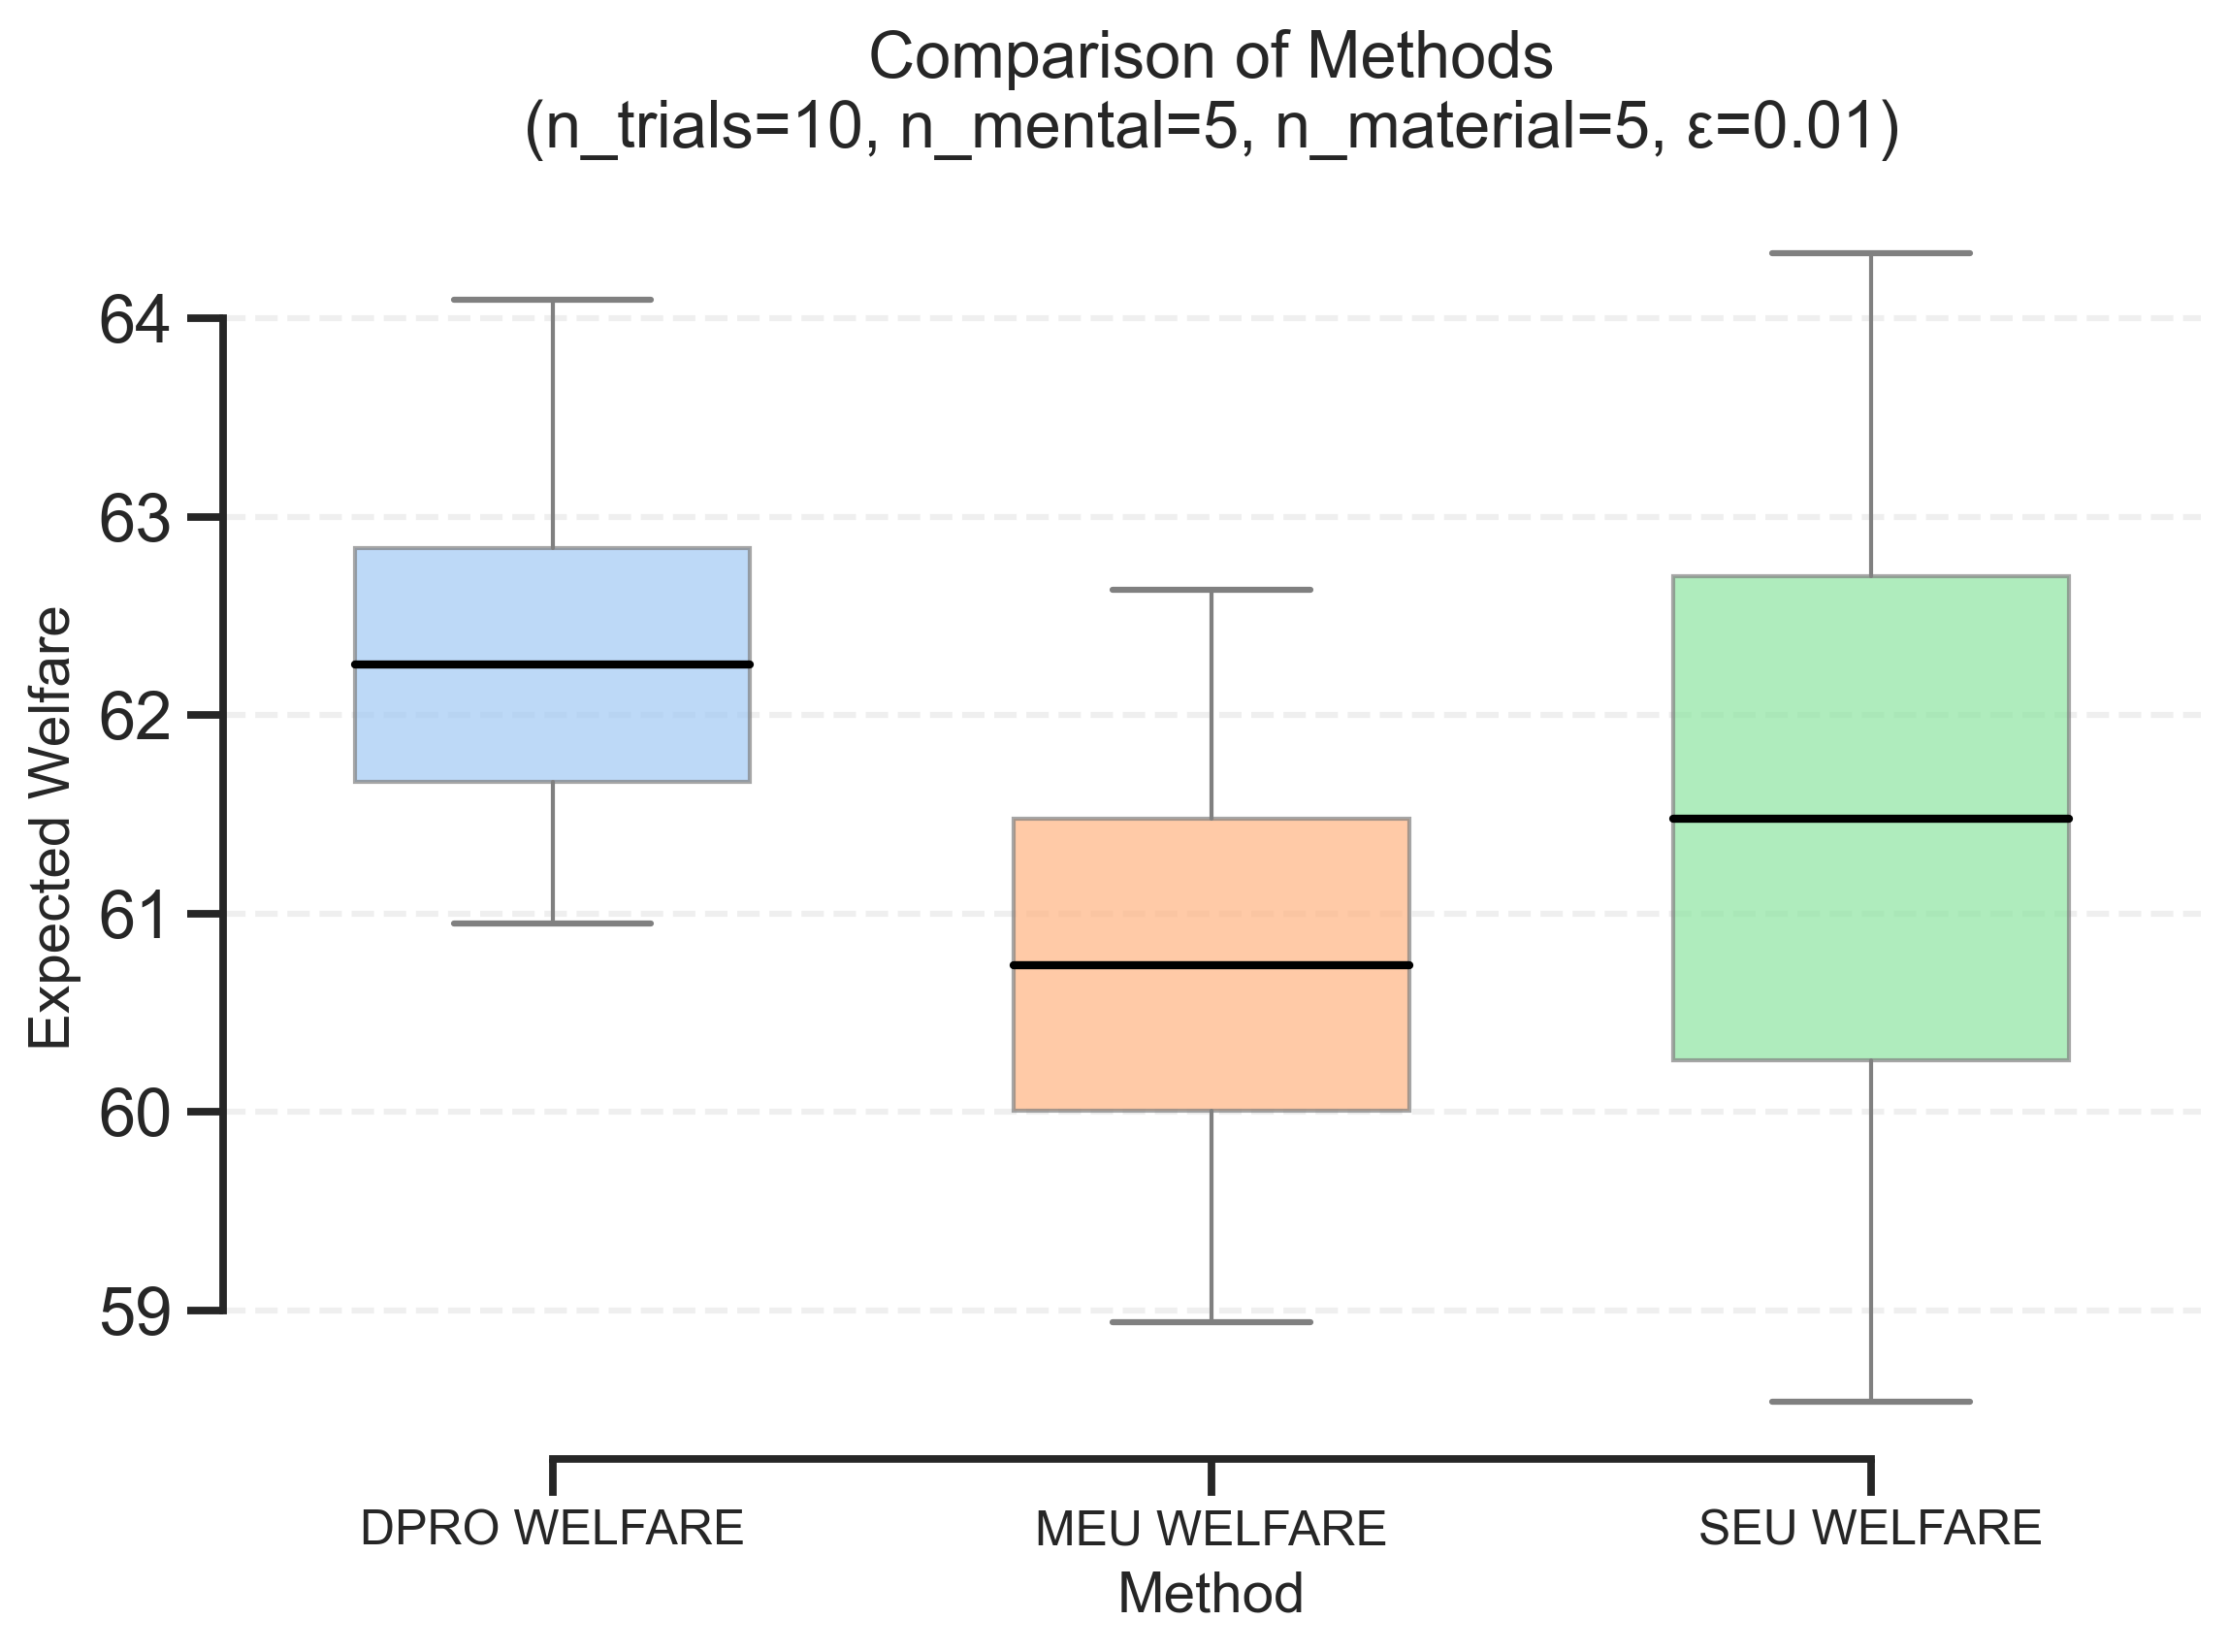 Comparison of Methods
(n_trials=10, n_mental=5, n_material=5, ε=0.01)
Expected Welfare
64
63
62
61
60
59
DPRO WELFARE
MEU WELFARE
SEU WELFARE
Method